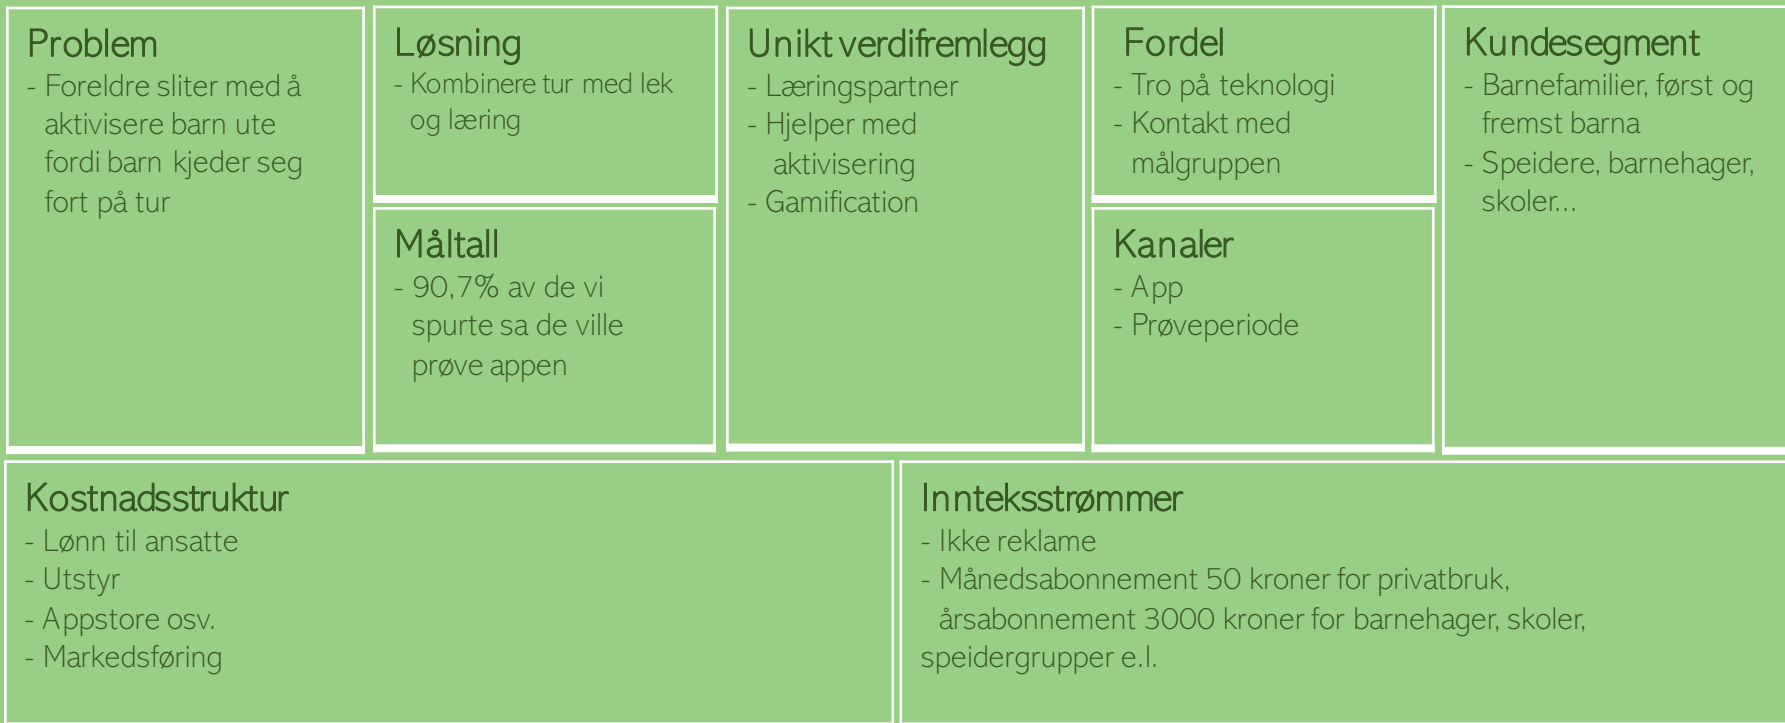 Problem
- Foreldre sliter med å
aktivisere barn ute
fordi barn kjeder seg
fort på tur
Løsning
- Kombinere tur med lek
og læring
Måltall
- 90,7% av de vi
spurte sa de ville
prøve appen
Unikt verdifremlegg
- Læringspartner
- Hjelper med
aktivisering
- Gamification
Fordel
- Tro på teknologi
- Kontakt med
målgruppen
Kanaler
- App
- Prøveperiode
Kundesegment
- Barnefamilier, først og
fremst barna
- Speidere, barnehager,
skoler...
Kostnadsstruktur
- Lønn til ansatte
- Utstyr
- Appstore osv.
- Markedsføring
Innteksstrømmer
- Ikke reklame
- Månedsabonnement 50 kroner for privatbruk,
årsabonnement 3000 kroner for barnehager, skoler,
speidergrupper e.l.